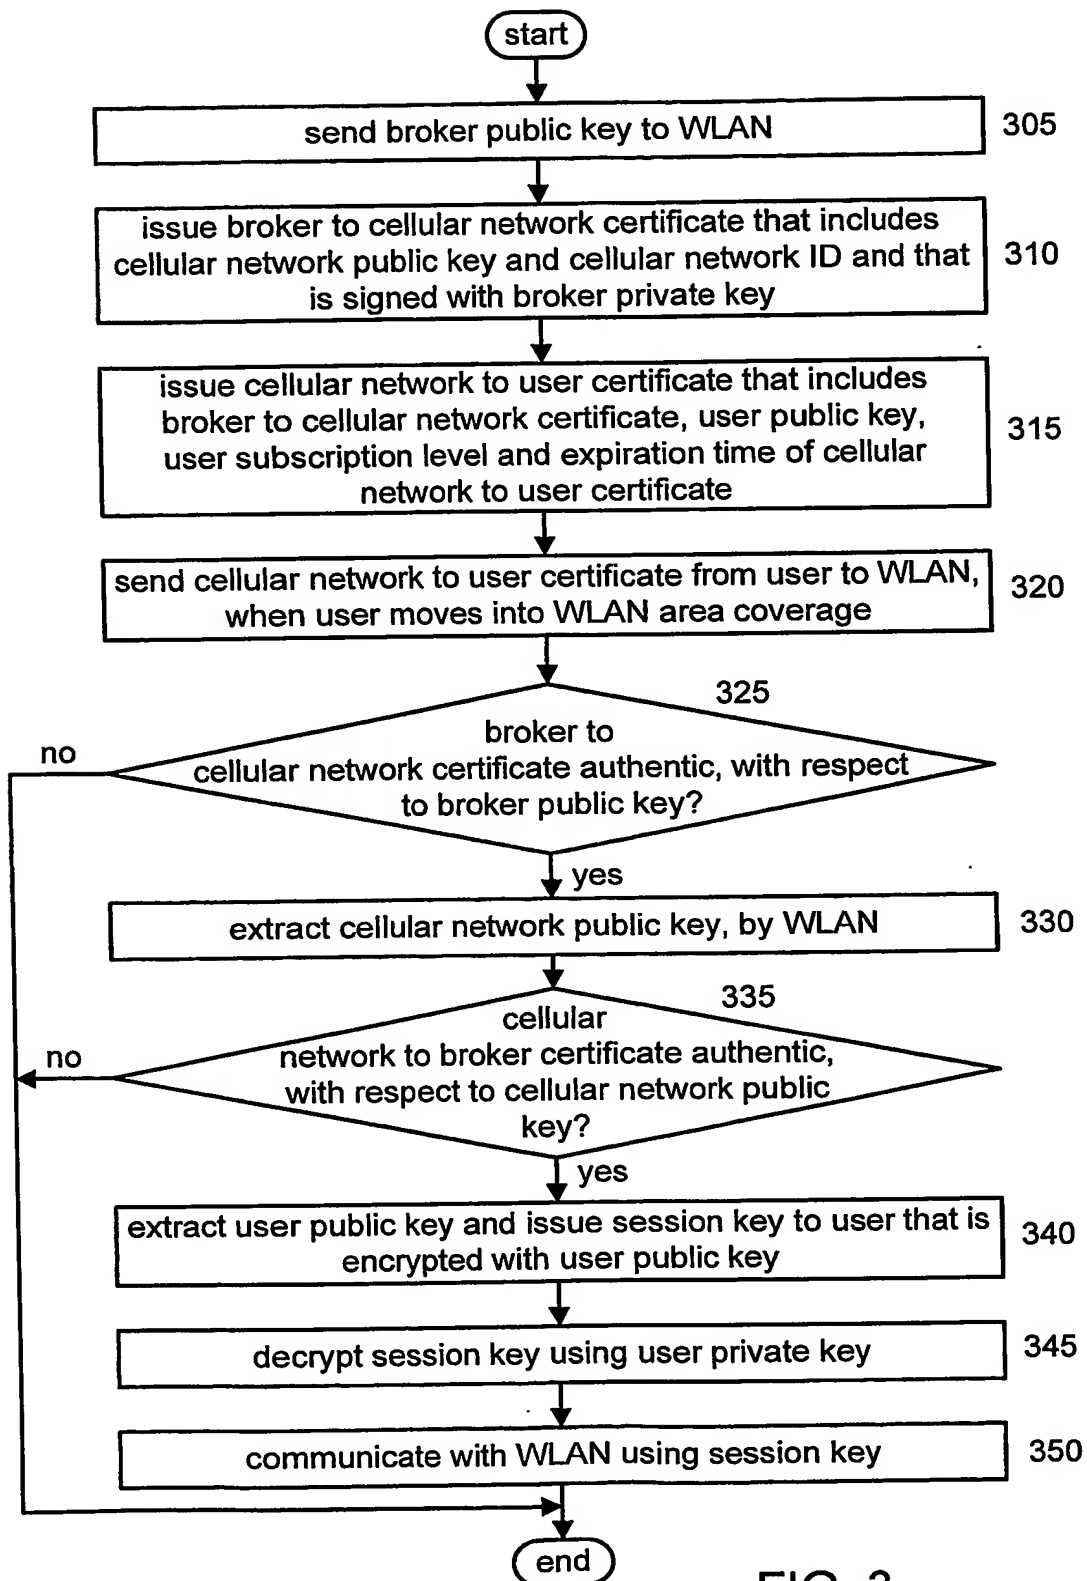 start
send broker public key to WLAN
305
issue broker to cellular network certificate that includes
cellular network public key and cellular network ID and that
is signed with broker private key
310
issue cellular network to user certificate that includes
broker to cellular network certificate, user public key,
user subscription level and expiration time of cellular
network to user certificate
315
send cellular network to user certificate from user to WLAN,
when user moves into WLAN area coverage
320
325
broker to
cellular network certificate authentic, with respect
to broker public key?
no
yes
extract cellular network public key, by WLAN
330
335
cellular
network to broker certificate authentic,
with respect to cellular network public
key?
no
yes
extract user public key and issue session key to user that is
encrypted with user public key
340
decrypt session key using user private key
345
communicate with WLAN using session key
350
end
FIG. 3